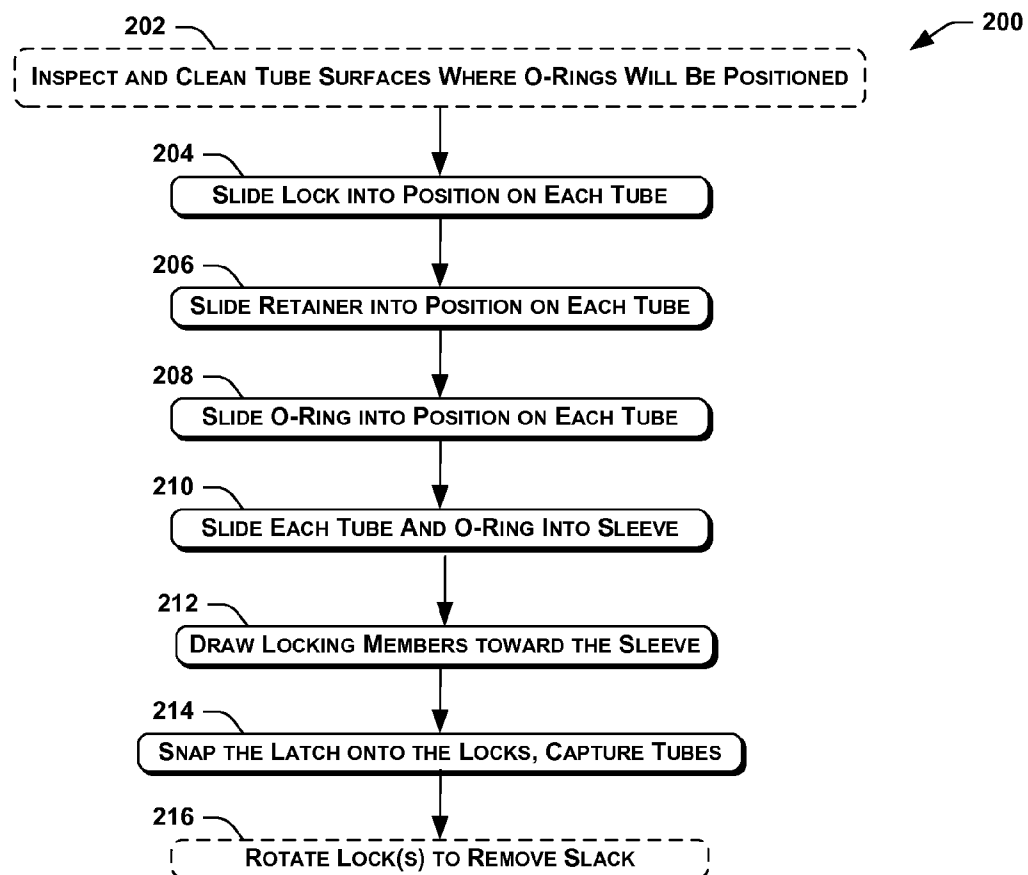 200
202
INSPECT AND CLEAN TUBE SURFACES WHERE O-RINGS WILL BE POSITIONED
204
SLIDE LOCK INTO POSITION ON EACH TUBE
206
SLIDE RETAINER INTO POSITION ON EACH TUBE
208
SLIDE O-RING INTO POSITION ON EACH TUBE
210
SLIDE EACH TUBE AND O-RING INTO SLEEVE
212
DRAW LOCKING MEMBERS TOWARD THE SLEEVE
214
SNAP THE LATCH ONTO THE LOCKS, CAPTURE TUBES
216
ROTATE LOCK(S) TO REMOVE SLACK